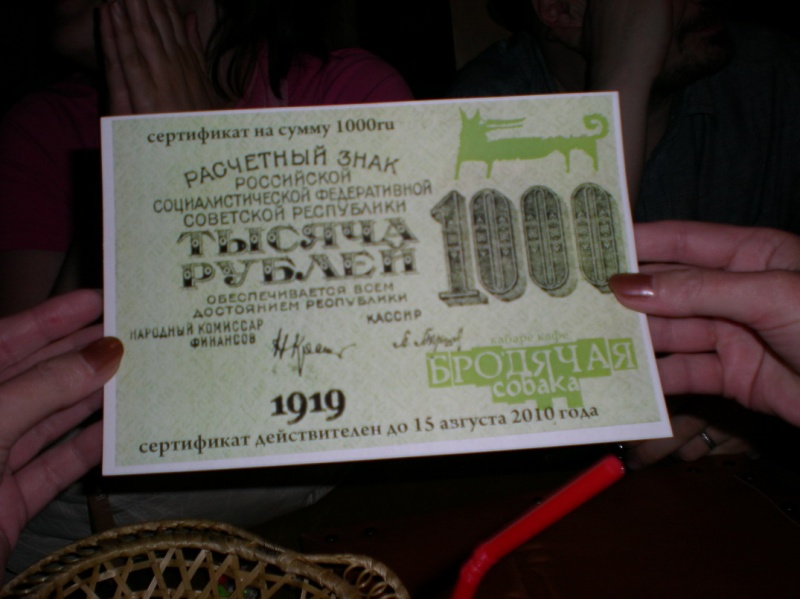 сертификат на сумму 1000ru
РАСЧЕТНЫЙ ЗНАК
РОССИЙСКОЙ
СОЦИАЛИСТИЧЕСКОЙ ФЕДЕРАТИВНОЙ
СОВЕТСКОЙ РЕСПУБЛИКИ
ТЫСЯЧА
РУБЛЕЙ
1000
ОБЕСПЕЧИВАЕТСЯ ВСЕМ
ДОСТОЯНИЕМ РЕСПУБЛИКИ
НАРОДНЫЙ КОМИССАР
ФИНАНСОВ
КАССИР
кабаре кафе
БРОДЯЧАЯ
собака
1919
сертификат действителен до 15 азгуста 2010 года